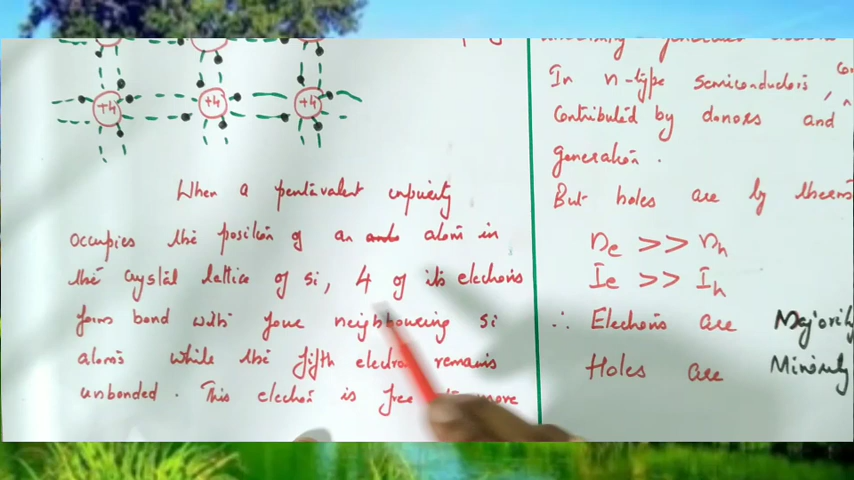 +4 +4 +4
When a pentavalent impurity
occupies the position of an atom in
the crystal lattice of Si, 4 of its electrons
form bond with four neighbouring Si
atoms while the fifth electron remains
unbonded. This electron is free to move
generated
In n-type semiconductors,
Contributed by donors and
generation.
But holes are by
ne >> nh
Ie >> Ih
∴ Electrons are Majority
Holes are Minority